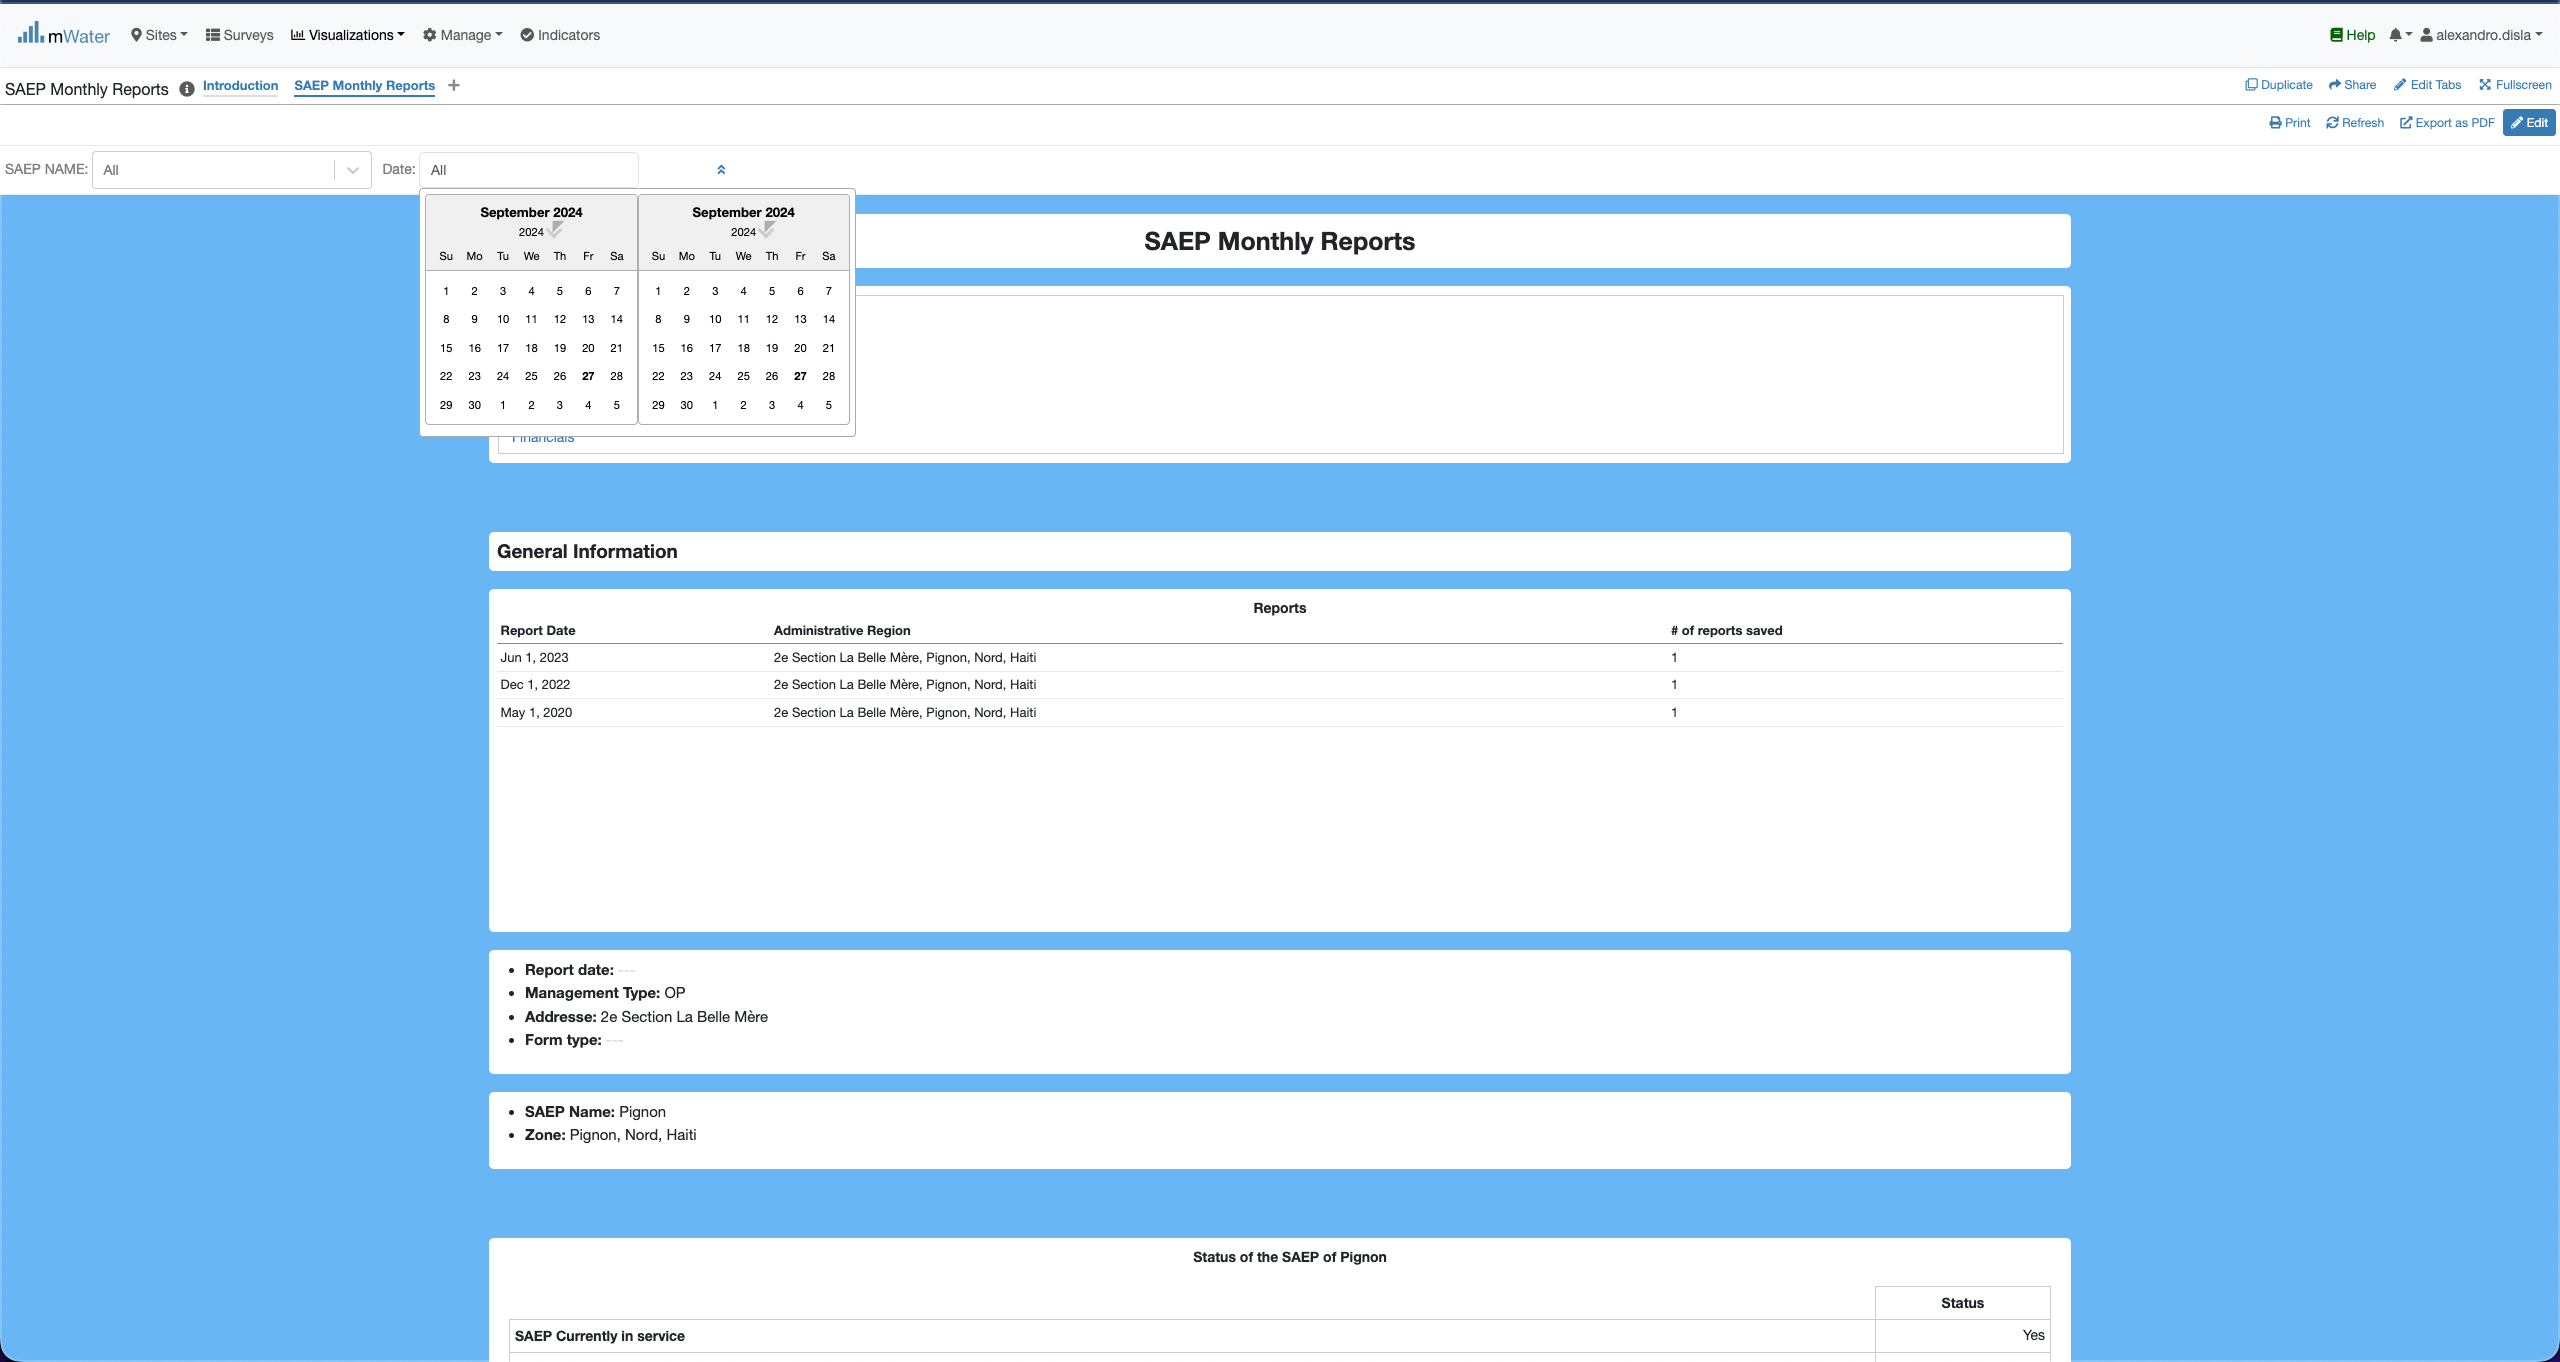 mWater Sites Surveys Visualizations Manage Indicators Help alexandro.disla
SAEP Monthly Reports Introduction SAEP Monthly Reports + Duplicate Share Edit Tabs Fullscreen
Print Refresh Export as PDF Edit
SAEP NAME: All Date: All
September 2024 September 2024
2024 2024
Su Mo Tu We Th Fr Sa Su Mo Tu We Th Fr Sa
1 2 3 4 5 6 7 1 2 3 4 5 6 7
8 9 10 11 12 13 14 8 9 10 11 12 13 14
15 16 17 18 19 20 21 15 16 17 18 19 20 21
22 23 24 25 26 27 28 22 23 24 25 26 27 28
29 30 1 2 3 4 5 29 30 1 2 3 4 5
SAEP Monthly Reports
Financials
General Information
Reports
Report Date Administrative Region # of reports saved
Jun 1, 2023 2e Section La Belle Mère, Pignon, Nord, Haiti 1
Dec 1, 2022 2e Section La Belle Mère, Pignon, Nord, Haiti 1
May 1, 2020 2e Section La Belle Mère, Pignon, Nord, Haiti 1
• Report date: ---
• Management Type: OP
• Addresse: 2e Section La Belle Mère
• Form type: ---
• SAEP Name: Pignon
• Zone: Pignon, Nord, Haiti
Status of the SAEP of Pignon
Status
SAEP Currently in service Yes